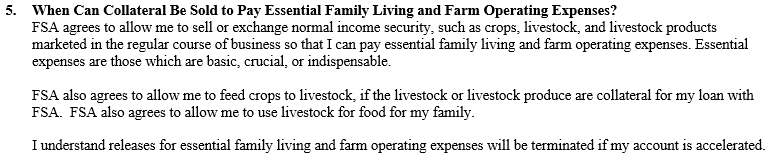 5. When Can Collateral Be Sold to Pay Essential Family Living and Farm Operating Expenses?
FSA agrees to allow me to sell or exchange normal income security, such as crops, livestock, and livestock products
marketed in the regular course of business so that I can pay essential family living and farm operating expenses. Essential
expenses are those which are basic, crucial, or indispensable.
FSA also agrees to allow me to feed crops to livestock, if the livestock or livestock produce are collateral for my loan with
FSA. FSA also agrees to allow me to use livestock for food for my family.
I understand releases for essential family living and farm operating expenses will be terminated if my account is accelerated.